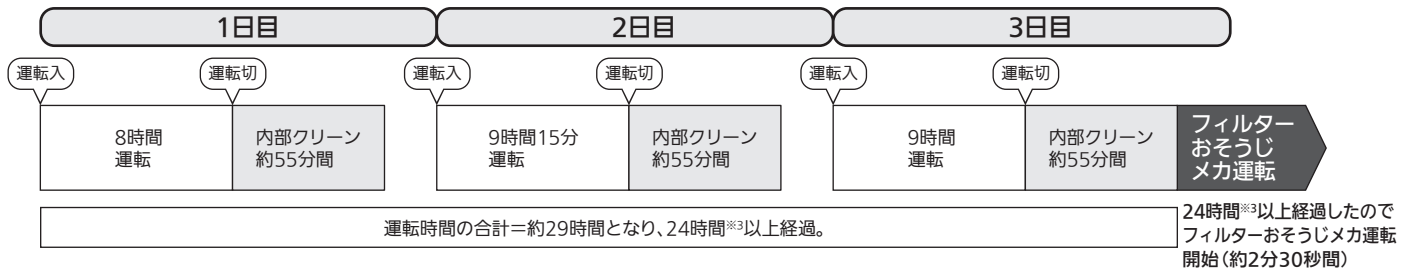 1日目
2日目
3日目
運転入
運転切
運転入
運転切
運転入
運転切
8時間
運転
内部クリーン
約55分間
9時間15分
運転
内部クリーン
約55分間
9時間
運転
内部クリーン
約55分間
フィルター
おそうじ
メカ運転
運転時間の合計＝約29時間となり、24時間※3以上経過。
24時間※3以上経過したので
フィルターおそうじメカ運転
開始（約2分30秒間）